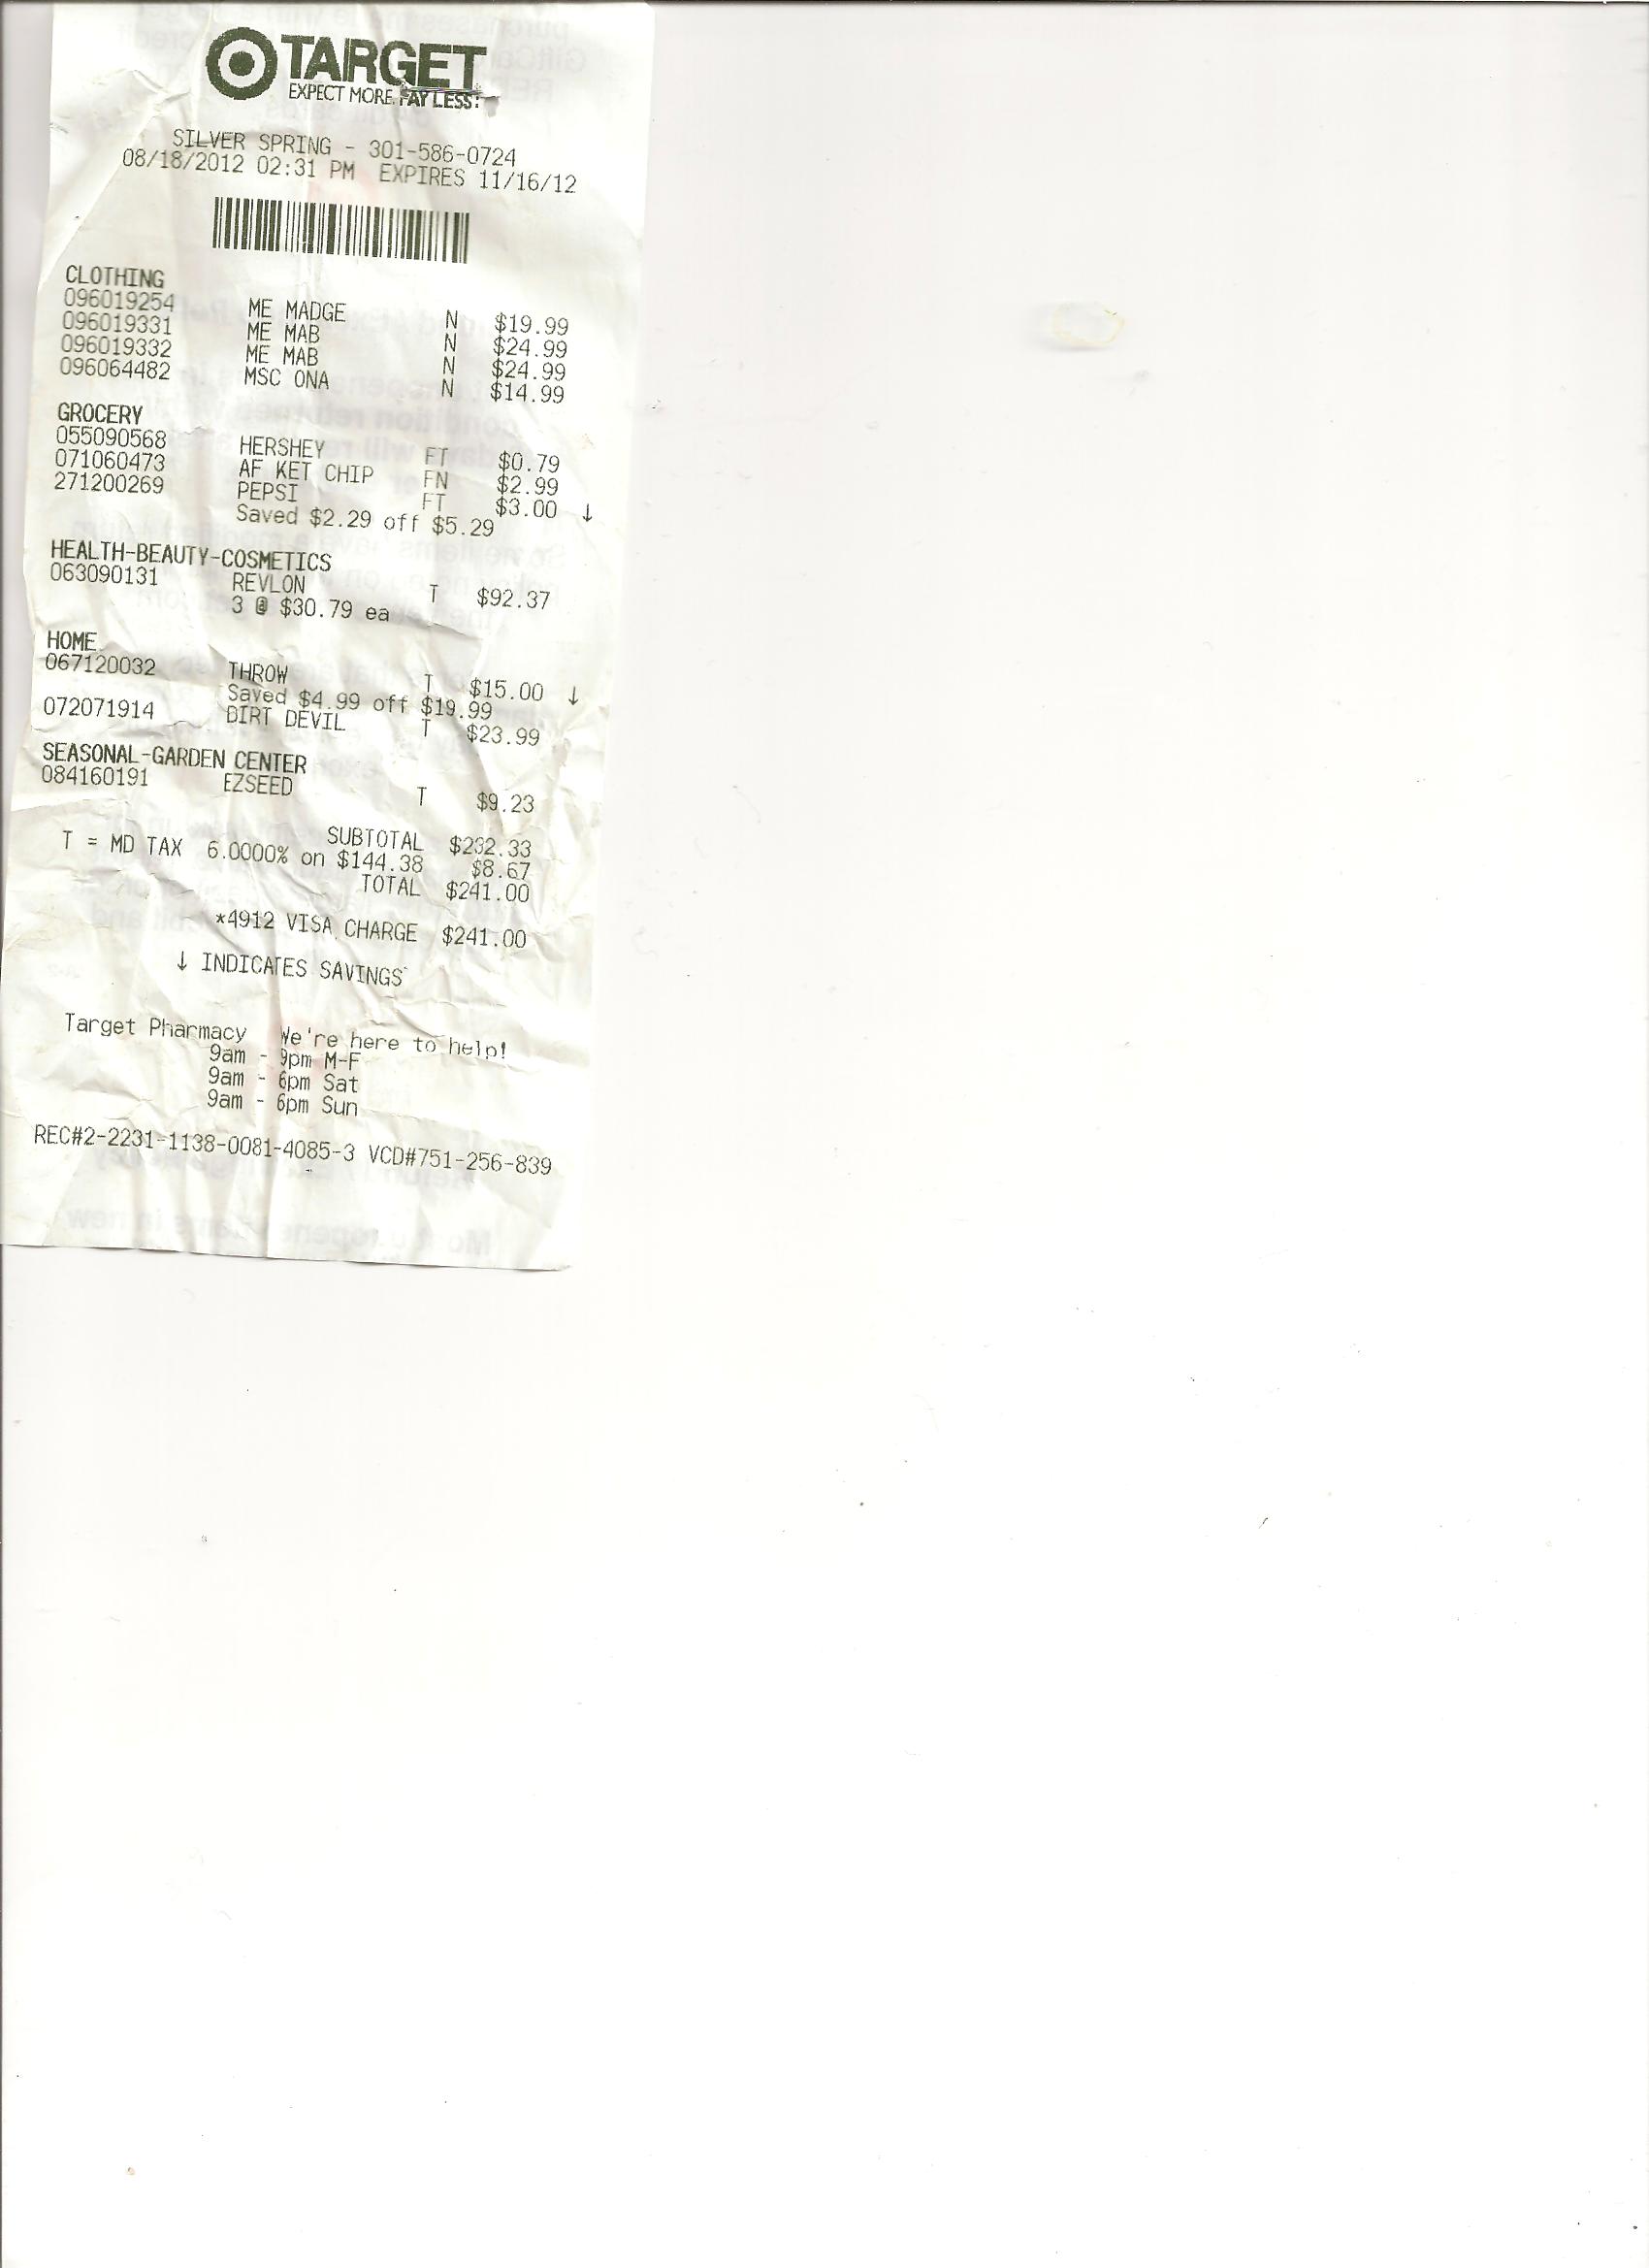 TARGET
EXPECT MORE. PAY LESS.
SILVER SPRING - 301-586-0724
08/18/2012 02:31 PM EXPIRES 11/16/12
CLOTHING
096019254 ME MADGE N $19.99
096019331 ME MAB N $24.99
096019332 ME MAB N $24.99
096064482 MSC ONA N $14.99
GROCERY
055090568 HERSHEY FT $0.79
071060473 AF KET CHIP FN $2.99
271200269 PEPSI FT $3.00 ↓
Saved $2.29 off $5.29
HEALTH-BEAUTY-COSMETICS
063090131 REVLON T $92.37
3 @ $30.79 ea
HOME
067120032 THROW T $15.00 ↓
Saved $4.99 off $19.99
072071914 DIRT DEVIL T $23.99
SEASONAL-GARDEN CENTER
084160191 EZSEED T $9.23
SUBTOTAL $232.33
T = MD TAX 6.0000% on $144.38 $8.67
TOTAL $241.00
*4912 VISA CHARGE $241.00
↓ INDICATES SAVINGS
Target Pharmacy We're here to help!
9am - 9pm M-F
9am - 6pm Sat
9am - 6pm Sun
REC#2-2231-1138-0081-4085-3 VCD#751-256-839